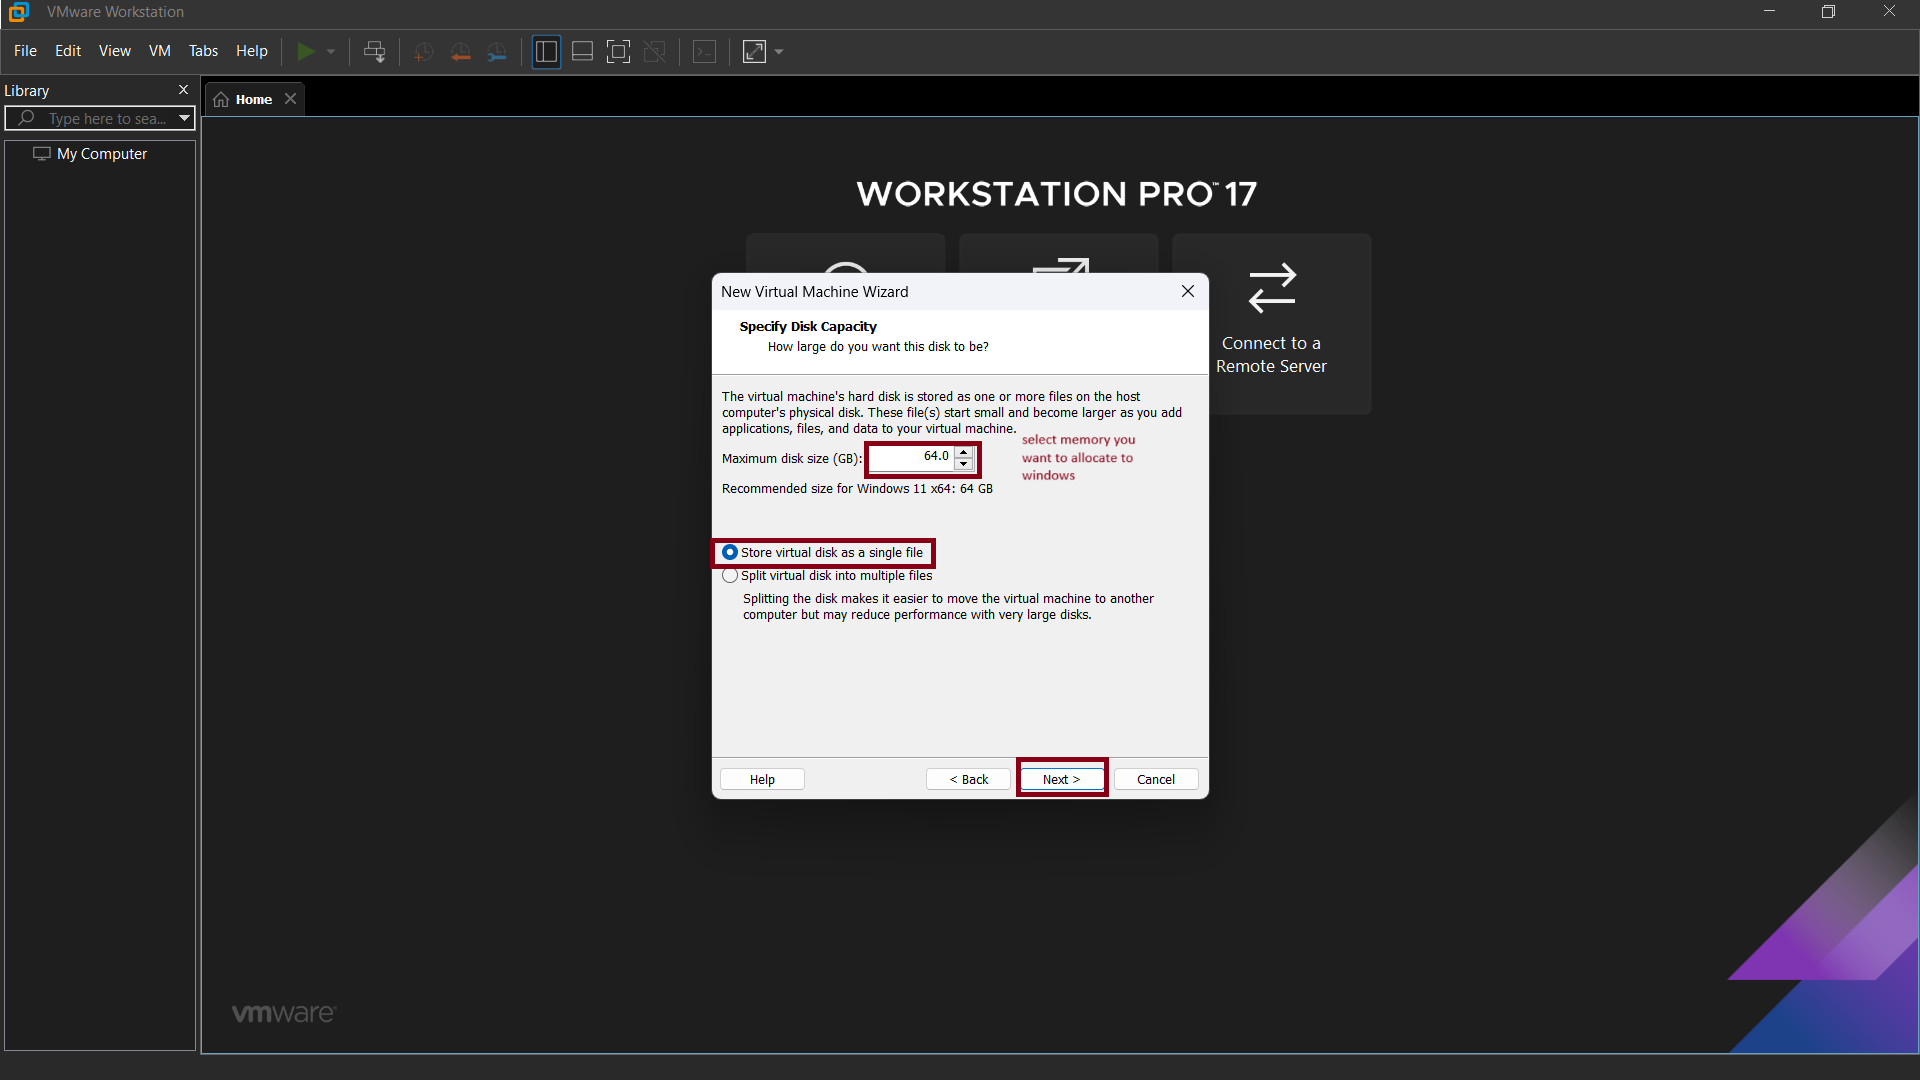 VMware Workstation
File Edit View VM Tabs Help
Library
Type here to sea...
Home
My Computer
WORKSTATION PRO™ 17
Connect to a
Remote Server
New Virtual Machine Wizard
Specify Disk Capacity
How large do you want this disk to be?
The virtual machine's hard disk is stored as one or more files on the host
computer's physical disk. These file(s) start small and become larger as you add
applications, files, and data to your virtual machine.
Maximum disk size (GB): 64.0
select memory you
want to allocate to
windows
Recommended size for Windows 11 x64: 64 GB
Store virtual disk as a single file
Split virtual disk into multiple files
Splitting the disk makes it easier to move the virtual machine to another
computer but may reduce performance with very large disks.
Help < Back Next > Cancel
vmware